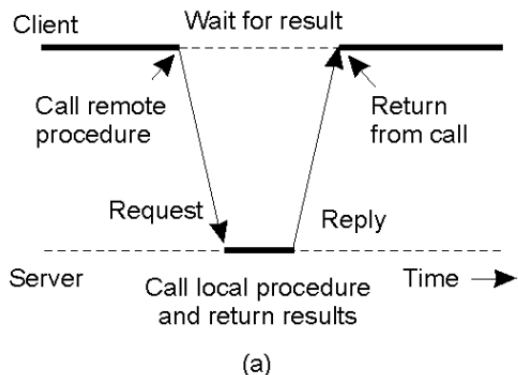 Client
Wait for result
Call remote
procedure
Return
from call
Request
Reply
Server
Call local procedure
and return results
Time
(a)